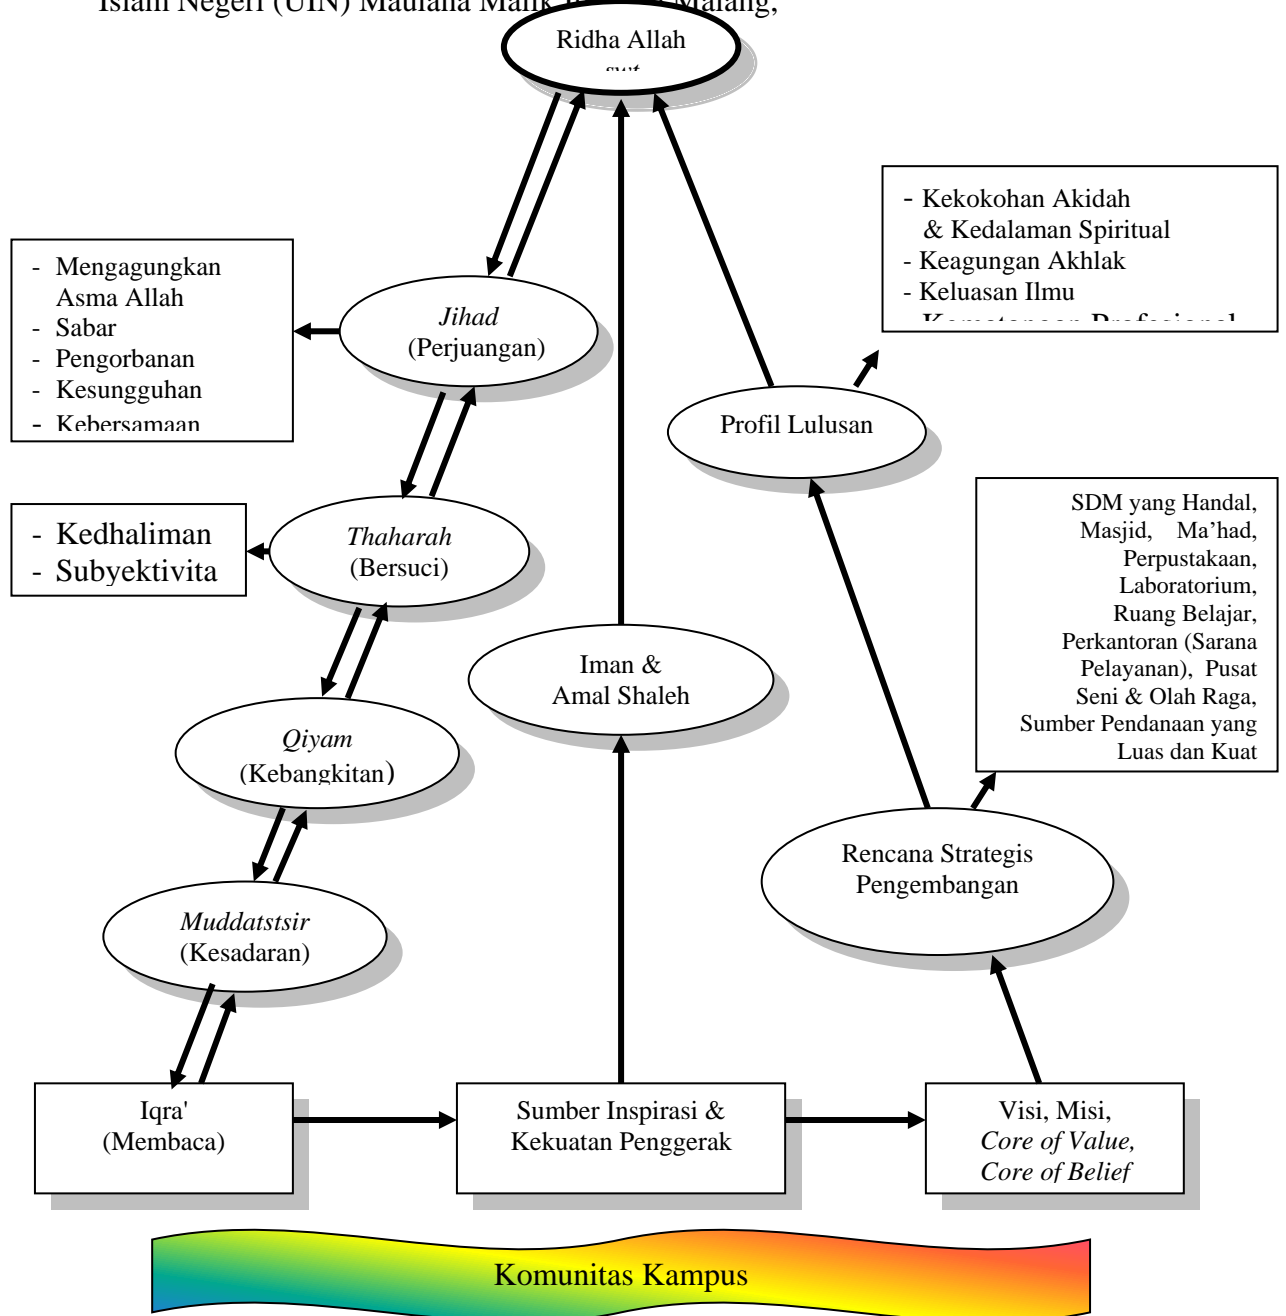 Islam Negeri (UIN) Maulana Malik Malang,
Ridha Allah
swt
- Kekokohan Akidah
& Kedalaman Spiritual
- Keagungan Akhlak
- Keluasan Ilmu
- Kematangan Profesional
- Mengagungkan
Asma Allah
- Sabar
- Pengorbanan
- Kesungguhan
- Kebersamaan
Jihad
(Perjuangan)
Profil Lulusan
- Kedhaliman
- Subyektivita
Thaharah
(Bersuci)
SDM yang Handal,
Masjid, Ma’had,
Perpustakaan,
Laboratorium,
Ruang Belajar,
Perkantoran (Sarana
Pelayanan), Pusat
Seni & Olah Raga,
Sumber Pendanaan yang
Luas dan Kuat
Iman &
Amal Shaleh
Qiyam
(Kebangkitan)
Rencana Strategis
Pengembangan
Muddatstsir
(Kesadaran)
Iqra'
(Membaca)
Sumber Inspirasi &
Kekuatan Penggerak
Visi, Misi,
Core of Value,
Core of Belief
Komunitas Kampus